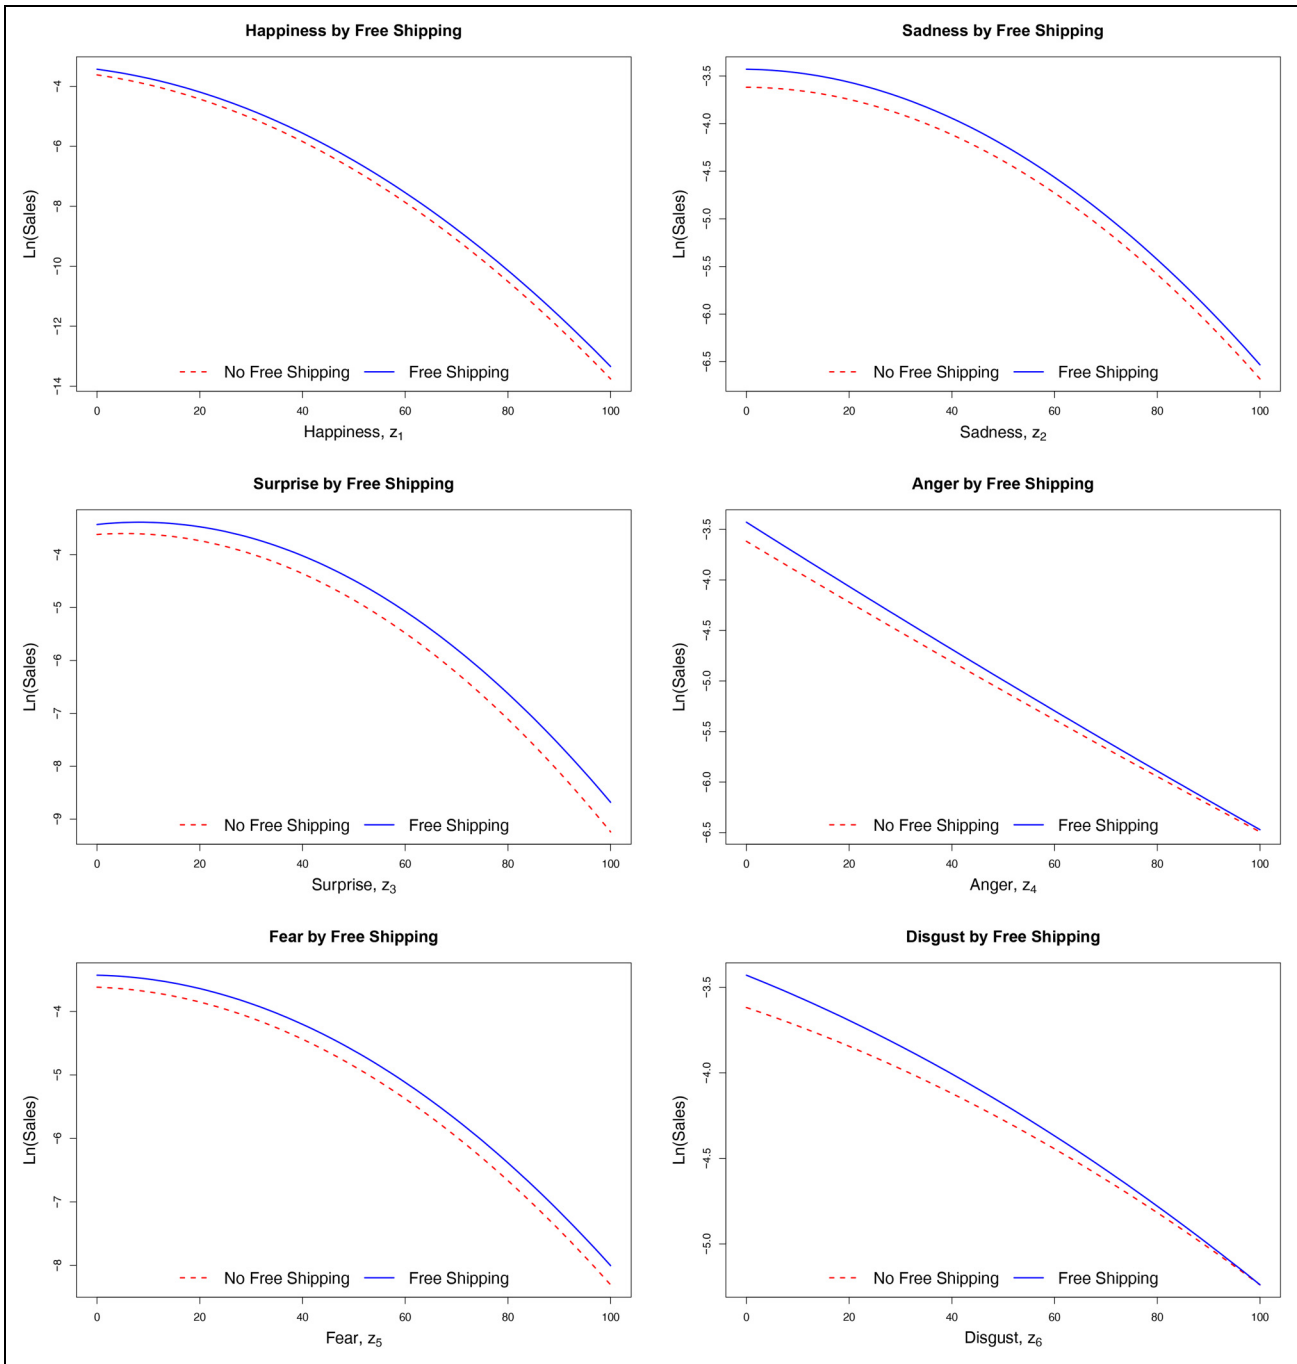 Happiness by Free Shipping
Ln(Sales)
-4
-6
-8
-10
-12
-14
No Free Shipping
Free Shipping
0 20 40 60 80 100
Happiness, z1
Sadness by Free Shipping
Ln(Sales)
-3.5
-4.0
-4.5
-5.0
-5.5
-6.0
-6.5
No Free Shipping
Free Shipping
0 20 40 60 80 100
Sadness, z2
Surprise by Free Shipping
Ln(Sales)
-4
-5
-6
-7
-8
-9
No Free Shipping
Free Shipping
0 20 40 60 80 100
Surprise, z3
Anger by Free Shipping
Ln(Sales)
-3.5
-4.0
-4.5
-5.0
-5.5
-6.0
-6.5
No Free Shipping
Free Shipping
0 20 40 60 80 100
Anger, z4
Fear by Free Shipping
Ln(Sales)
-4
-5
-6
-7
-8
No Free Shipping
Free Shipping
0 20 40 60 80 100
Fear, z5
Disgust by Free Shipping
Ln(Sales)
-3.5
-4.0
-4.5
-5.0
No Free Shipping
Free Shipping
0 20 40 60 80 100
Disgust, z6